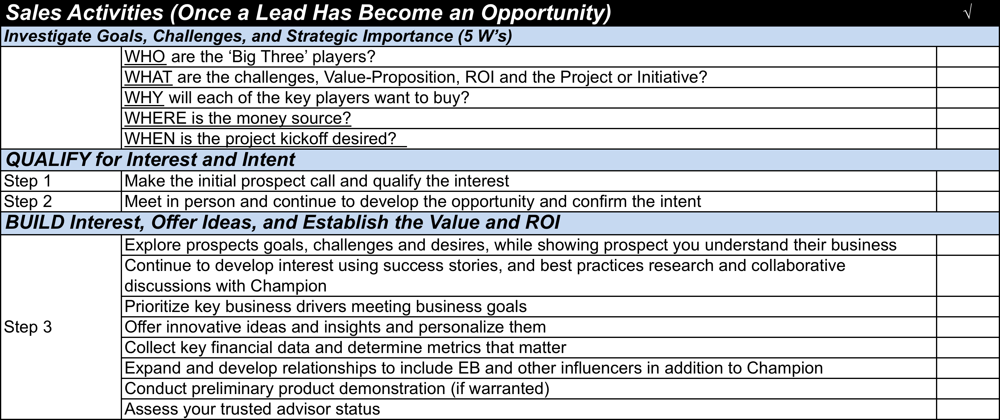 Sales Activities (Once a Lead Has Become an Opportunity) √
Investigate Goals, Challenges, and Strategic Importance (5 W’s)
WHO are the ‘Big Three’ players?
WHAT are the challenges, Value-Proposition, ROI and the Project or Initiative?
WHY will each of the key players want to buy?
WHERE is the money source?
WHEN is the project kickoff desired?
QUALIFY for Interest and Intent
Step 1 Make the initial prospect call and qualify the interest
Step 2 Meet in person and continue to develop the opportunity and confirm the intent
BUILD Interest, Offer Ideas, and Establish the Value and ROI
Explore prospects goals, challenges and desires, while showing prospect you understand their business
Continue to develop interest using success stories, and best practices research and collaborative
discussions with Champion
Prioritize key business drivers meeting business goals
Step 3 Offer innovative ideas and insights and personalize them
Collect key financial data and determine metrics that matter
Expand and develop relationships to include EB and other influencers in addition to Champion
Conduct preliminary product demonstration (if warranted)
Assess your trusted advisor status